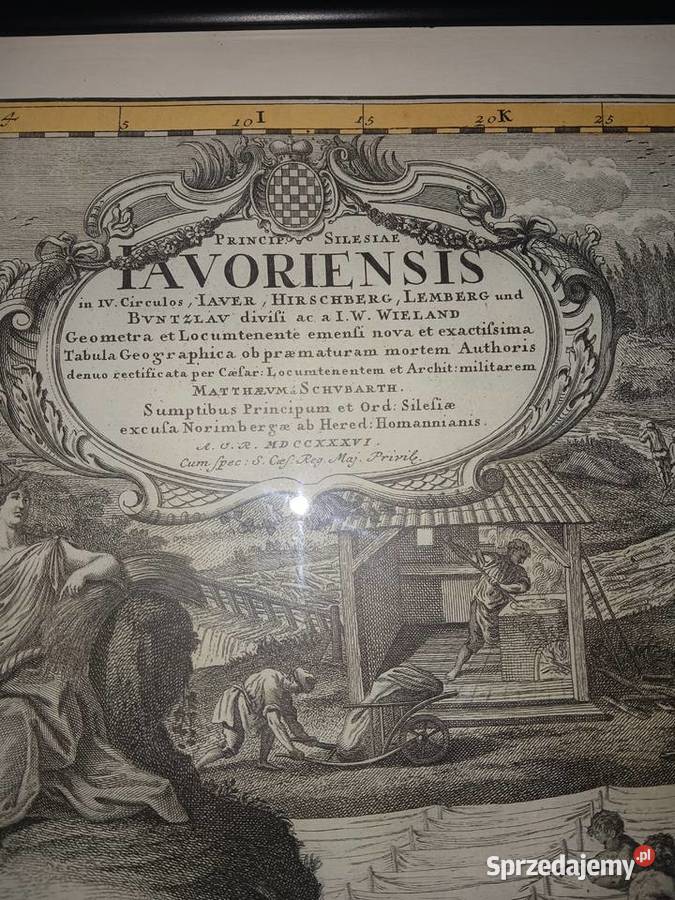 4 5 10 I 15 20 K 25
PRINCIP. SILESIAE
IAVORIENSIS
in IV. Circulos, IAVER, HIRSCHBERG, LEMBERG und
BVNTZLAV divisi ac a I. W. WIELAND
Geometra et Locumtenente emensi nova et exactissima
Tabula Geographica ob præmaturam mortem Authoris
denuo rectificata per Cæsar: Locumtenentem et Archit: militarem
MATTHÆVM à SCHVBARTH.
Sumptibus Principum et Ord: Silesiæ
excusa Norimbergæ ab Hered: Homannianis.
A. O. R. MDCCXXXVI.
Cum spec: S. Cæs. Reg. Maj. Privile.
Sprzedajemy.pl